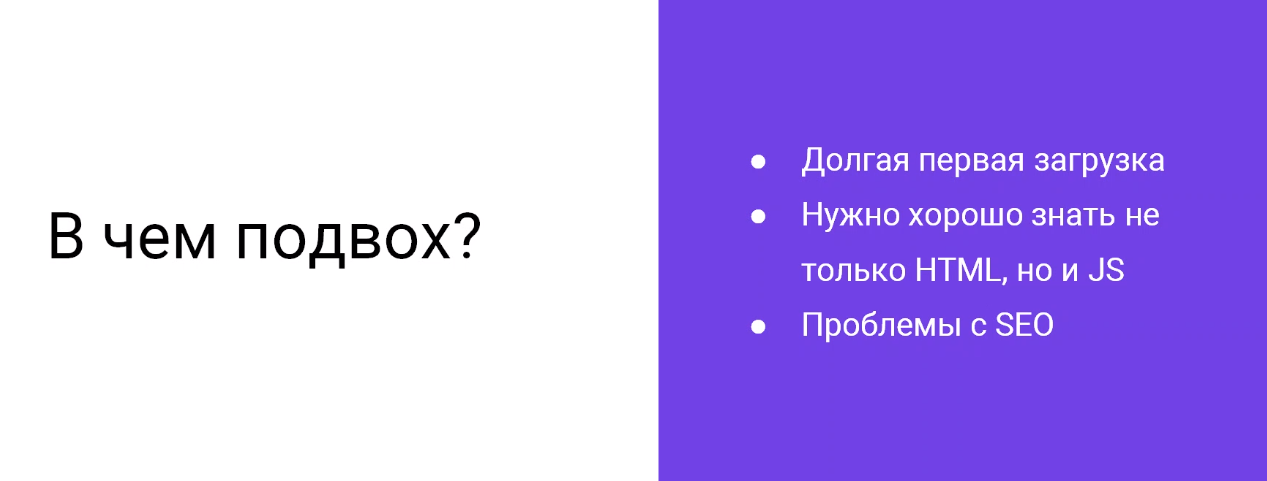 В чем подвох?
● Долгая первая загрузка
● Нужно хорошо знать не
только HTML, но и JS
● Проблемы с SEO